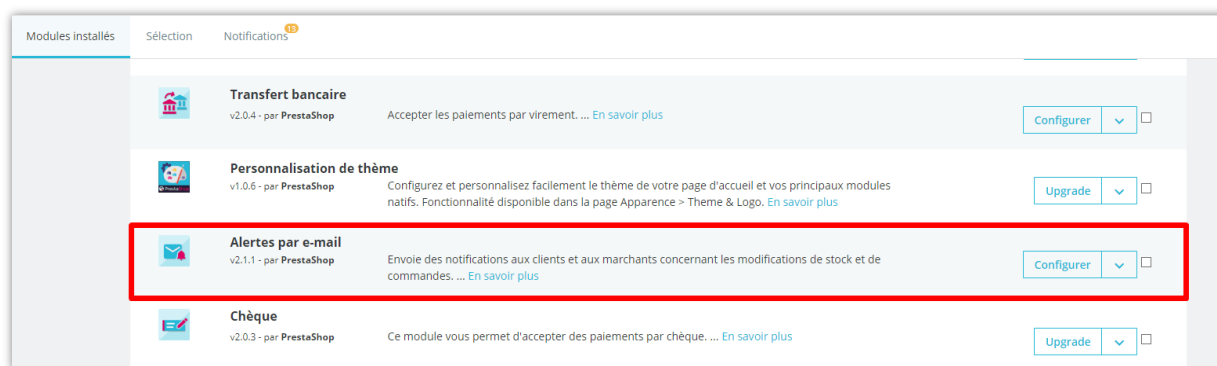 Modules installés
Sélection
Notifications
13
Transfert bancaire
v2.0.4 - par PrestaShop
Accepter les paiements par virement. ... En savoir plus
Configurer
Personnalisation de thème
v1.0.6 - par PrestaShop
Configurez et personnalisez facilement le thème de votre page d'accueil et vos principaux modules
natifs. Fonctionnalité disponible dans la page Apparence > Theme & Logo. En savoir plus
Upgrade
Alertes par e-mail
v2.1.1 - par PrestaShop
Envoie des notifications aux clients et aux marchants concernant les modifications de stock et de
commandes. ... En savoir plus
Configurer
Chèque
v2.0.3 - par PrestaShop
Ce module vous permet d'accepter des paiements par chèque. ... En savoir plus
Upgrade